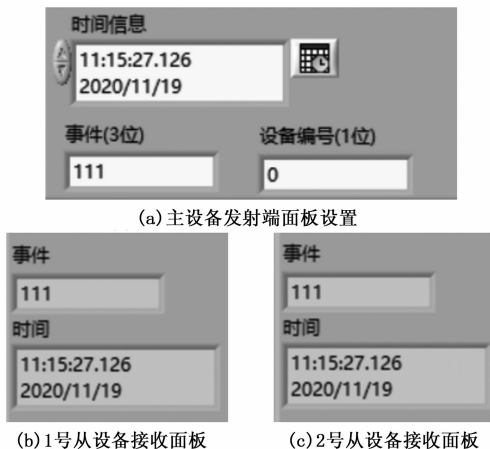 时间信息
11:15:27.126
2020/11/19
事件(3位) 设备编号(1位)
111 0
(a)主设备发射端面板设置
事件 事件
111 111
时间 时间
11:15:27.126 11:15:27.126
2020/11/19 2020/11/19
(b)1号从设备接收面板 (c)2号从设备接收面板